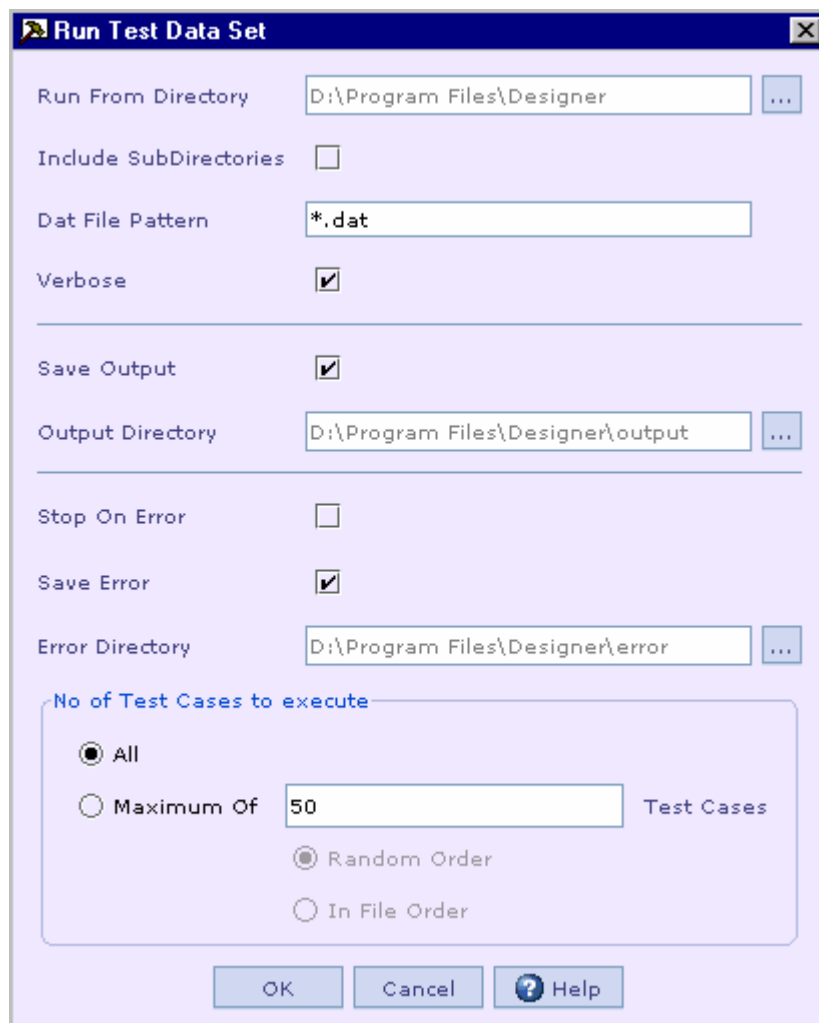 Run Test Data Set
Run From Directory D:\Program Files\Designer ...
Include SubDirectories
Dat File Pattern *.dat
Verbose
Save Output
Output Directory D:\Program Files\Designer\output ...
Stop On Error
Save Error
Error Directory D:\Program Files\Designer\error ...
No of Test Cases to execute
All
Maximum Of 50 Test Cases
Random Order
In File Order
OK Cancel ? Help